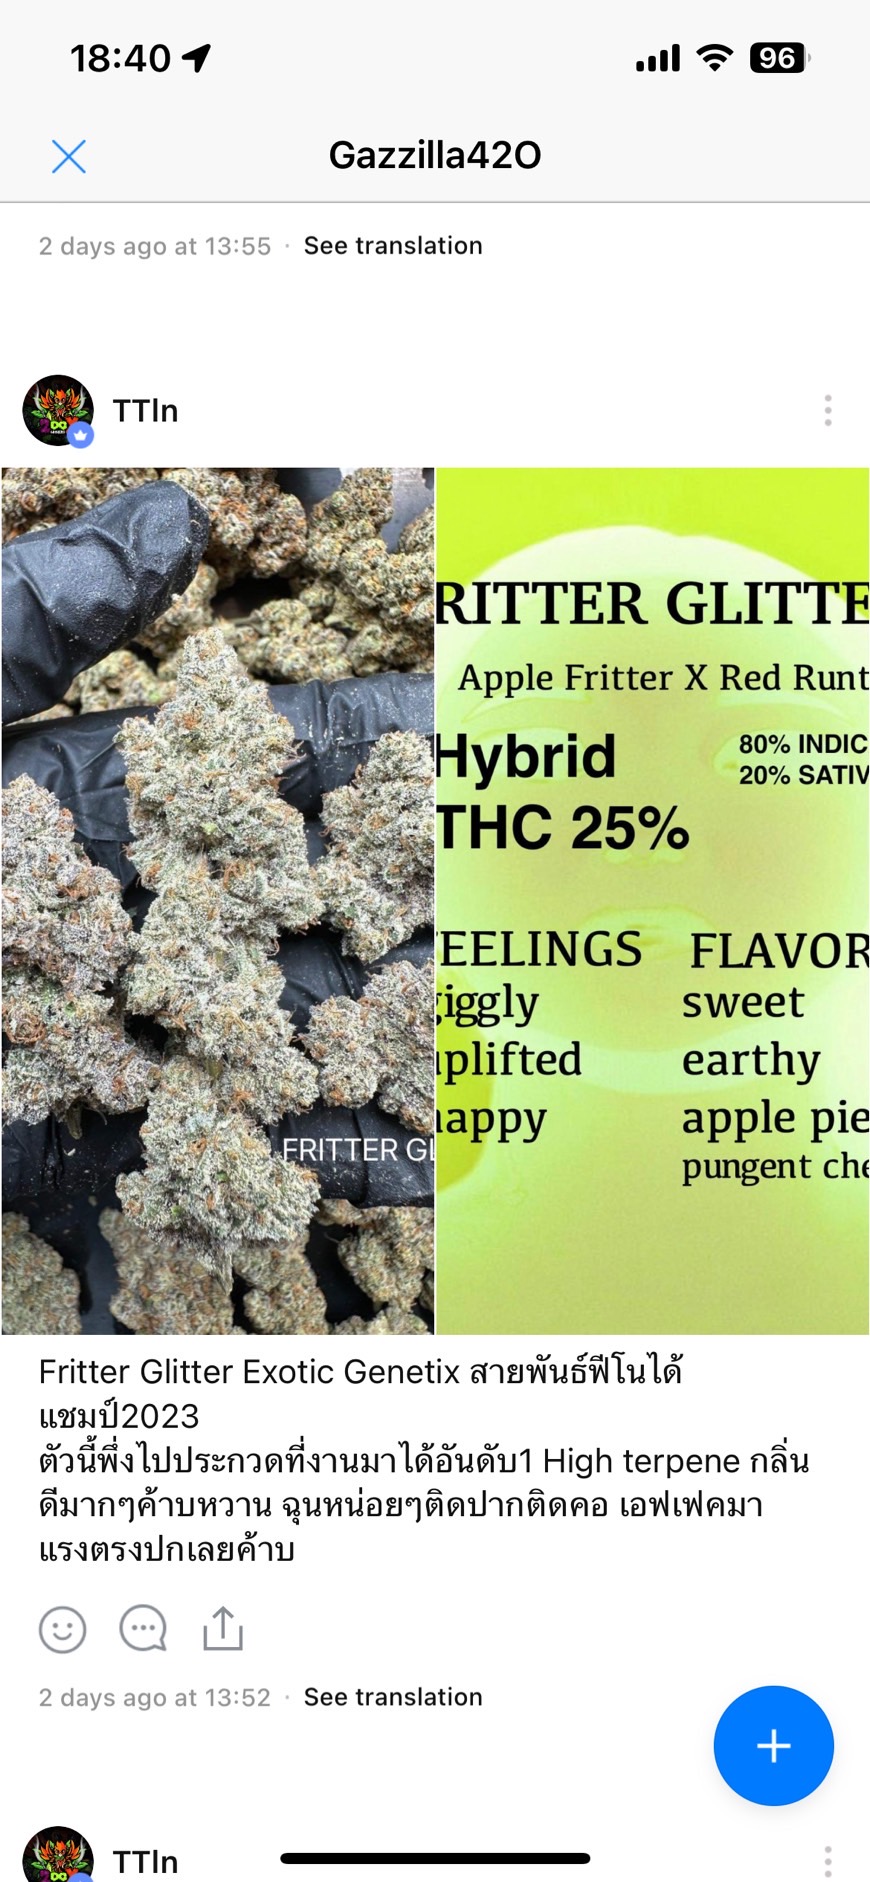 18:40
96
Gazzilla42O
2 days ago at 13:55 · See translation
TTln
FRITTER GL
RITTER GLITTE
Apple Fritter X Red Runt
Hybrid
80% INDIC
20% SATIV
THC 25%
EELINGS
giggly
uplifted
happy
FLAVOR
sweet
earthy
apple pie
pungent che
Fritter Glitter Exotic Genetix สายพันธ์ฟีโนได้
แชมป์2023
ตัวนี้พึ่งไปประกวดที่งานมาได้อันดับ1 High terpene กลิ่น
ดีมากๆค้าบหวาน ฉุนหน่อยๆติดปากติดคอ เอฟเฟคมา
แรงตรงปกเลยค้าบ
2 days ago at 13:52 · See translation
TTln